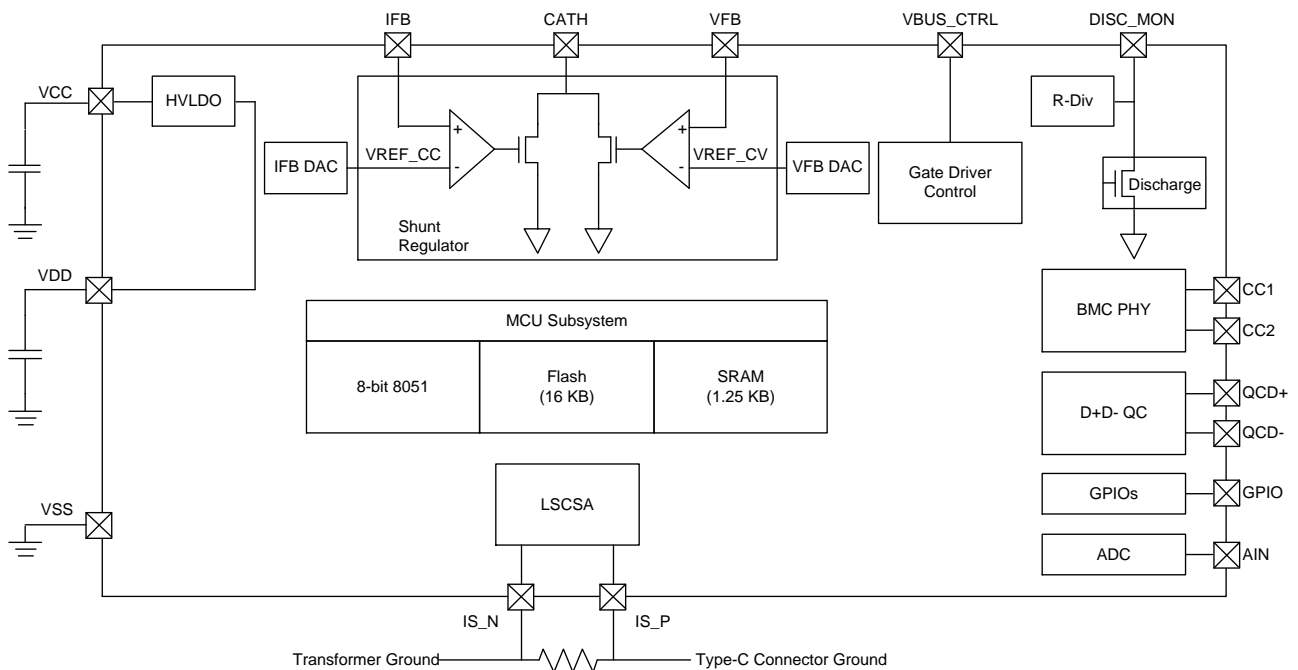 IFB
CATH
VFB
VBUS_CTRL
DISC_MON
VCC
HVLDO
R-Div
+
-
+
-
IFB DAC
VREF_CC
VREF_CV
VFB DAC
Gate Driver
Control
Discharge
Shunt
Regulator
VDD
BMC PHY
CC1
CC2
MCU Subsystem
8-bit 8051
Flash
(16 KB)
SRAM
(1.25 KB)
D+D- QC
QCD+
QCD-
LSCSA
GPIOs
GPIO
VSS
ADC
AIN
IS_N
IS_P
Transformer Ground
Type-C Connector Ground